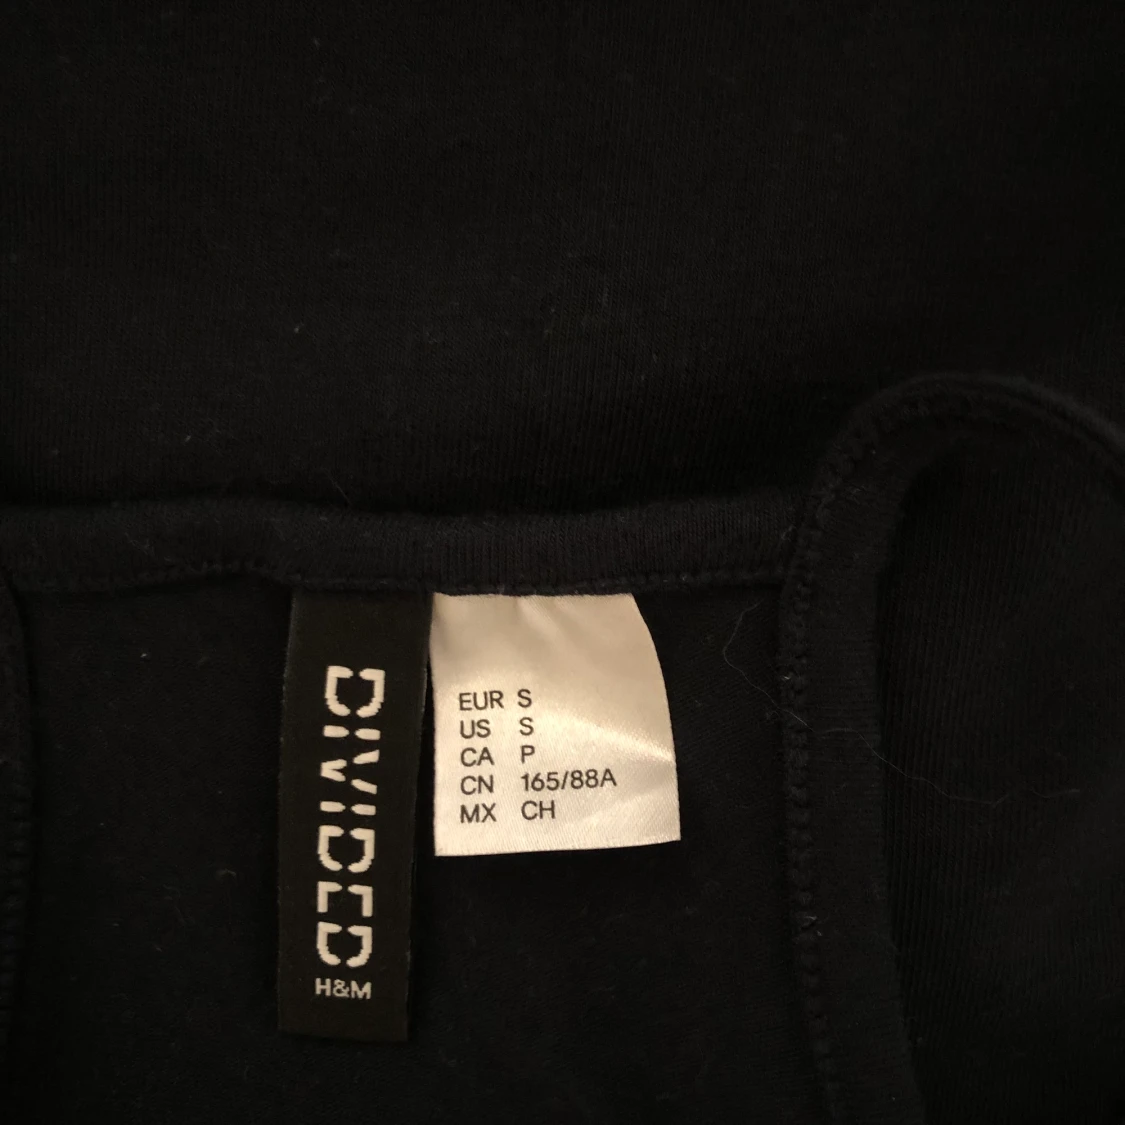 DIVIDED
H&M
EUR S
US S
CA P
CN 165/88A
MX CH